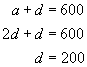 a + d = 600
2d + d = 600
d = 200